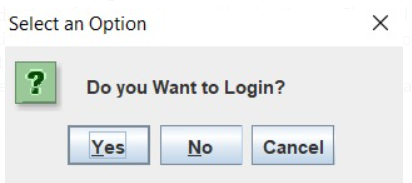 Select an Option
Do you Want to Login?
Yes No Cancel